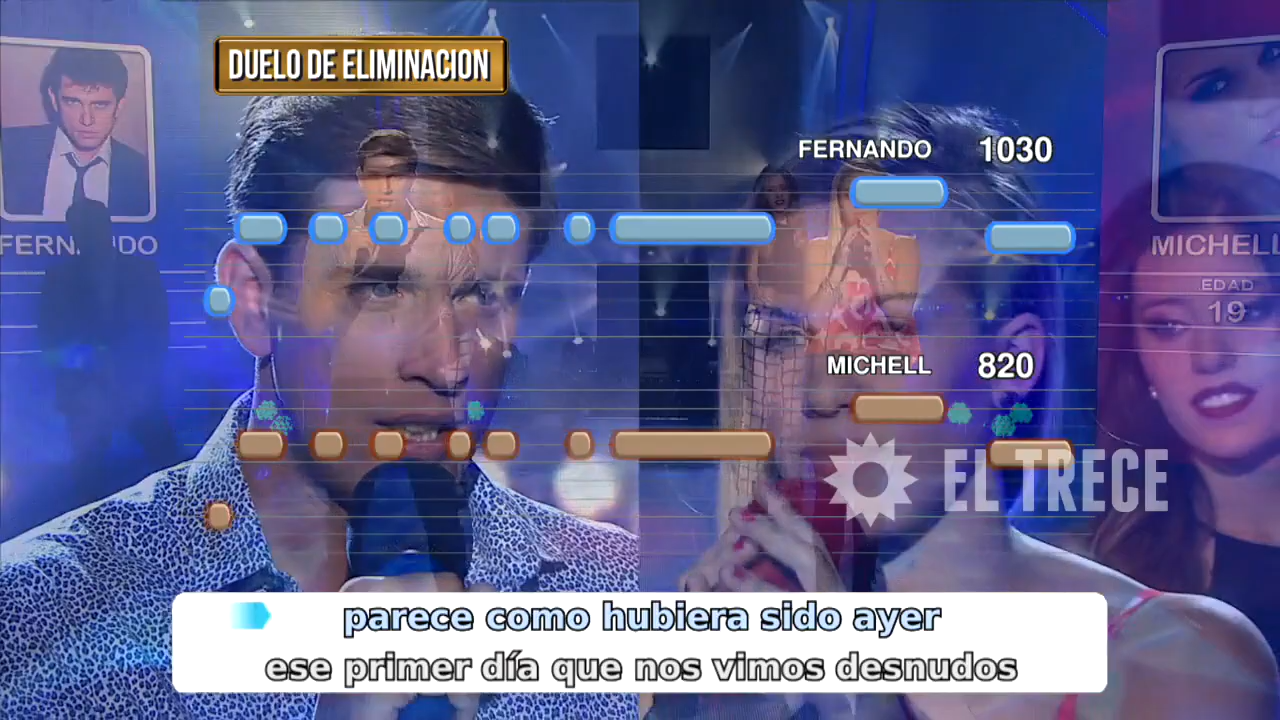 DUELO DE ELIMINACION
FERNANDO 1030
FERNANDO
MICHELL
EDAD
19
MICHELL 820
EL TRECE
parece como hubiera sido ayer
ese primer día que nos vimos desnudos